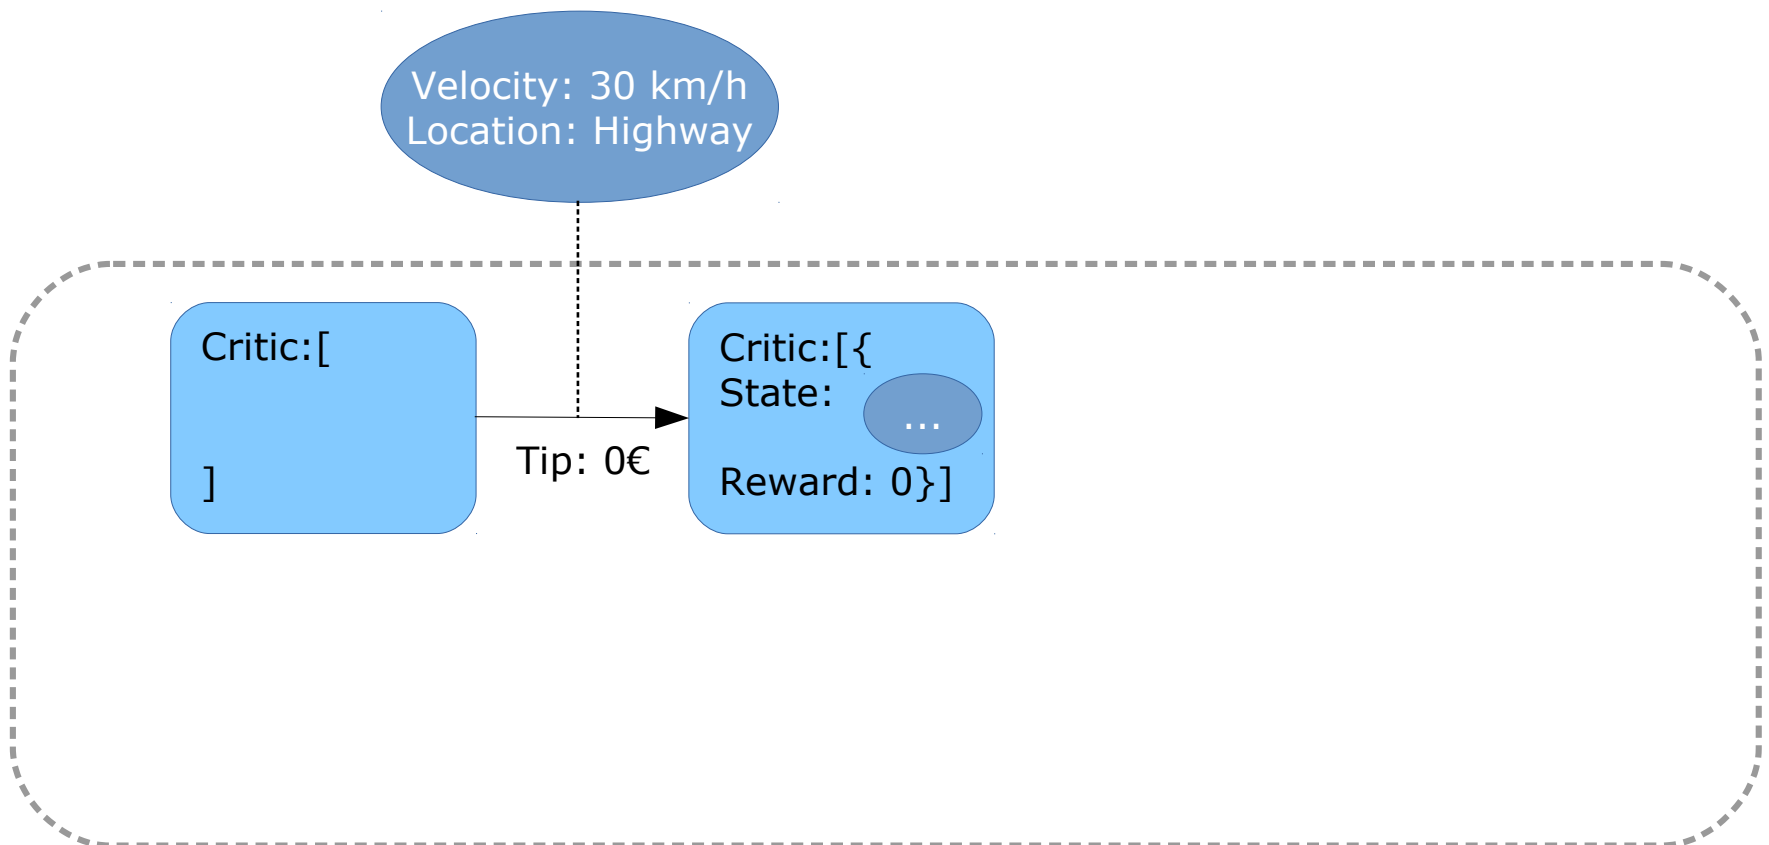 Velocity: 30 km/h
Location: Highway
Critic:[
]
Tip: 0€
Critic:[{
State:
...
Reward: 0}]